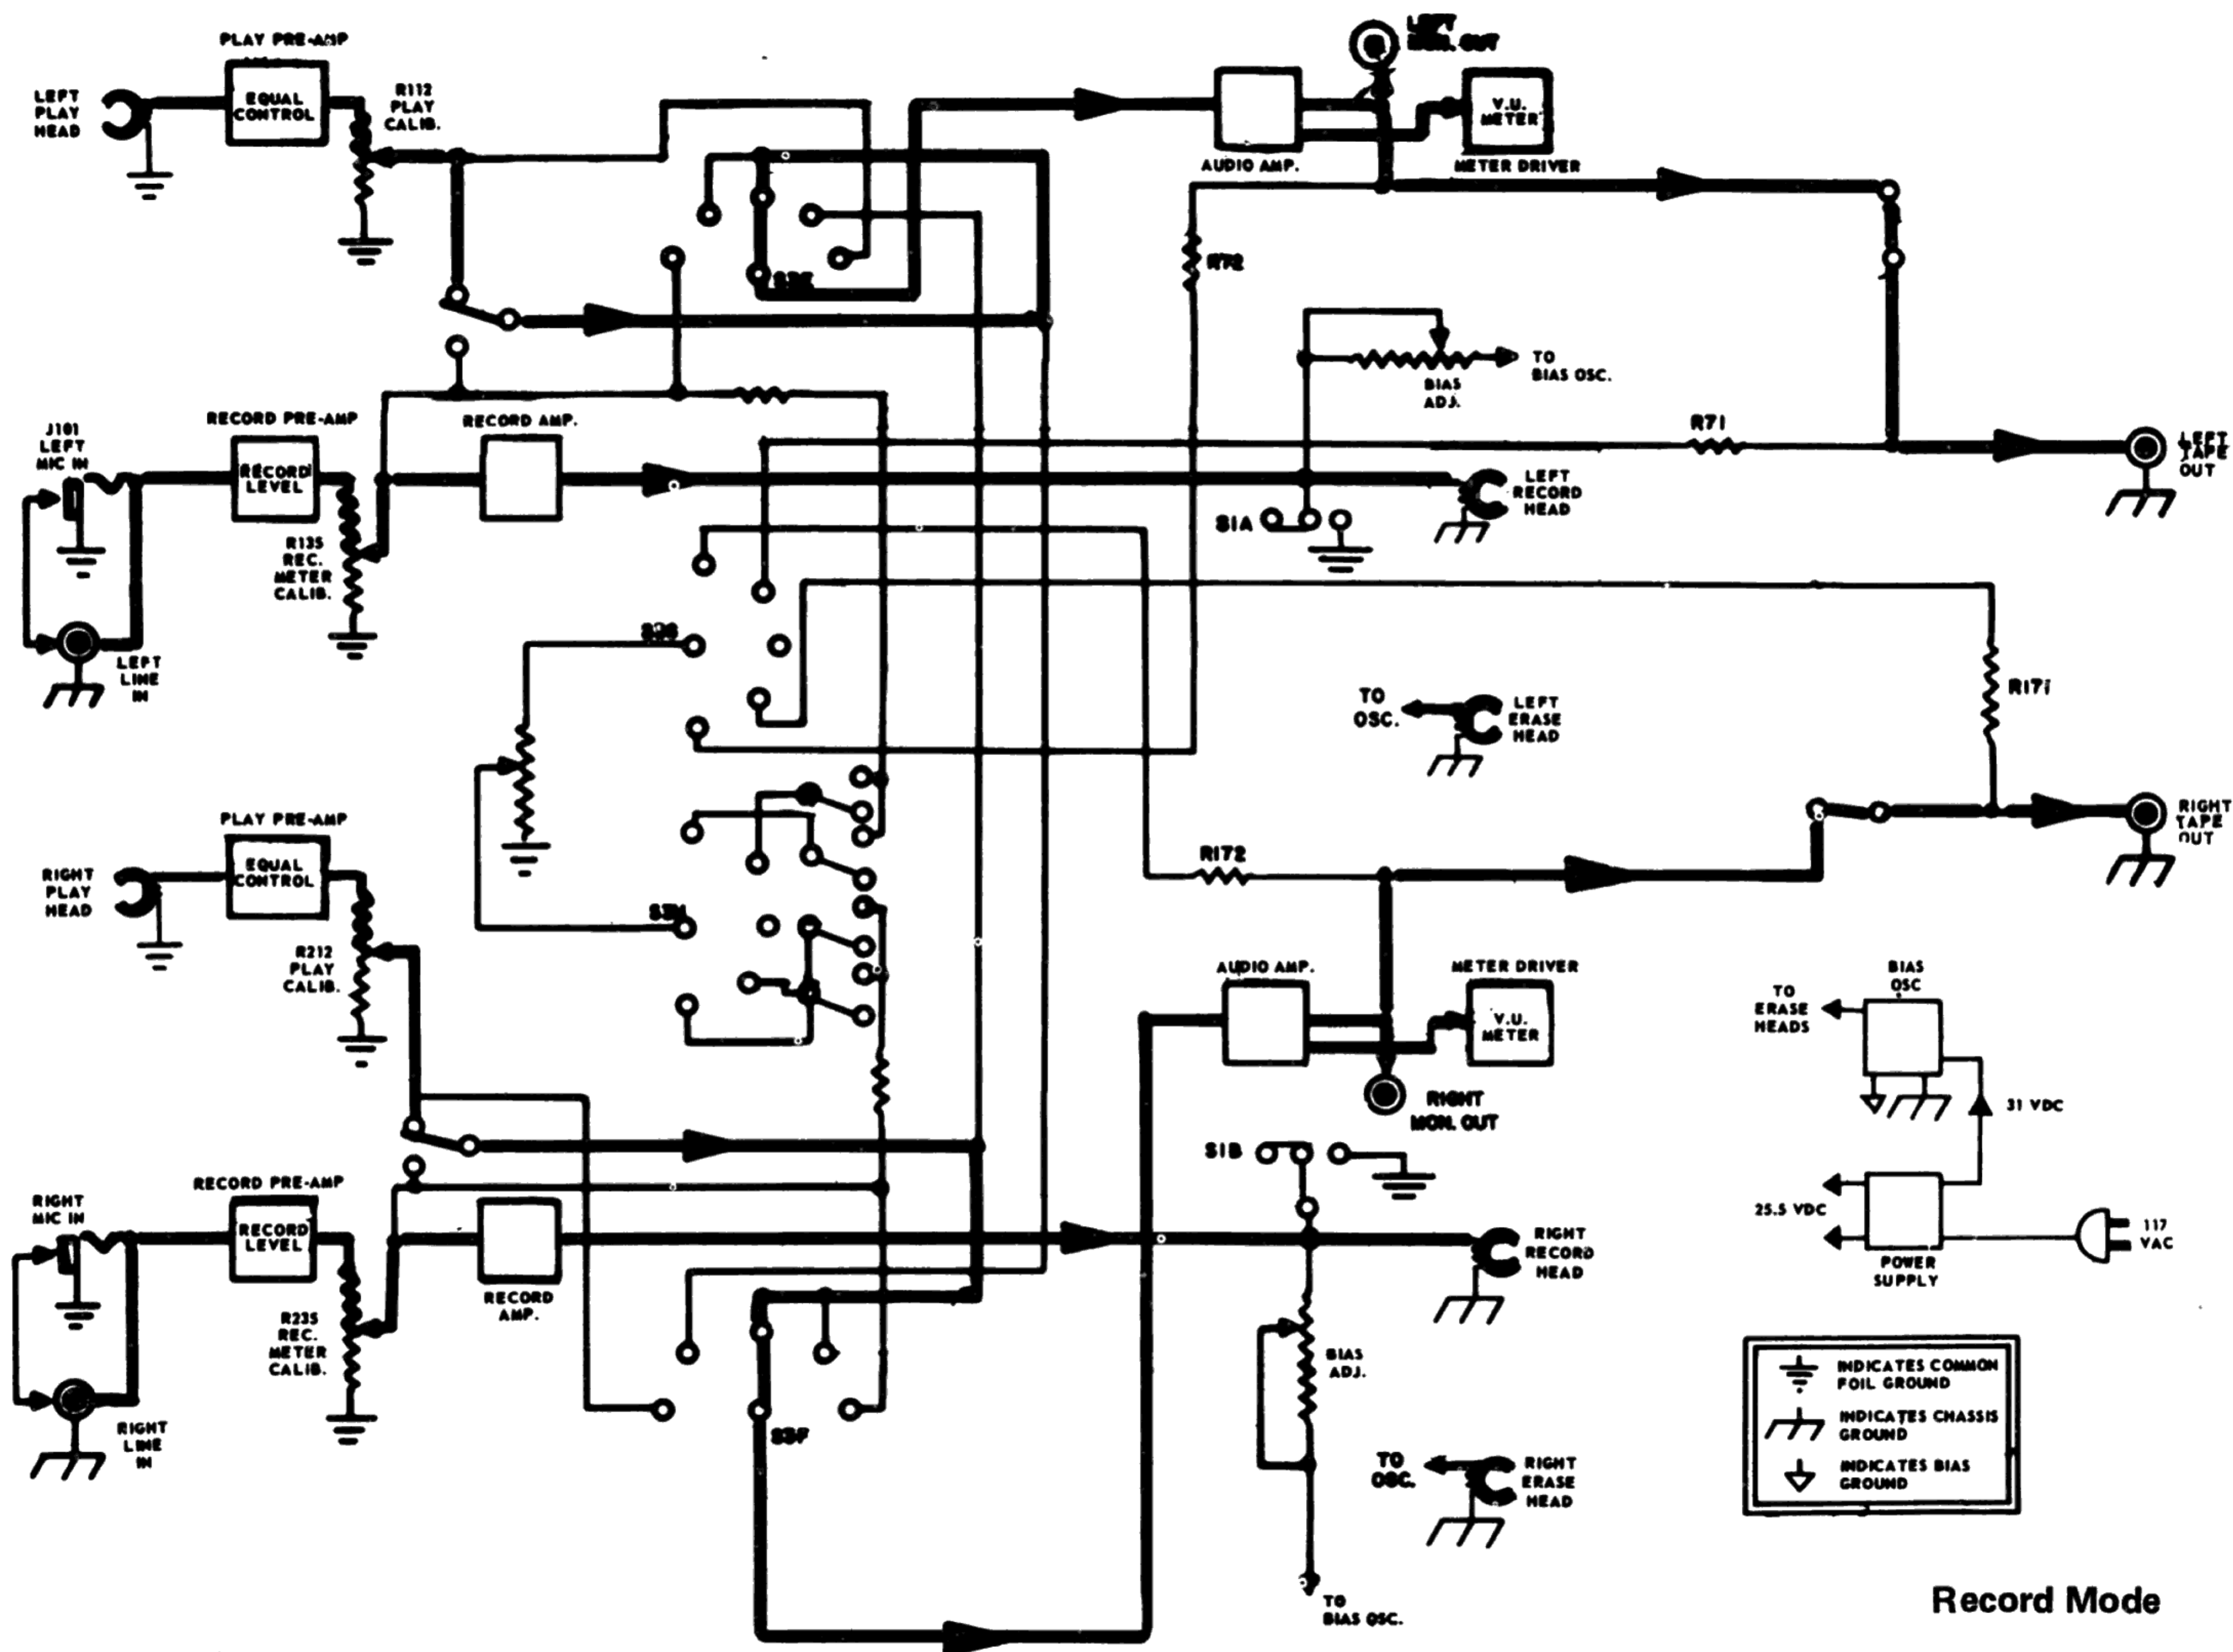 PLAY PRE-AMP
LEFT
PLAY
HEAD
EQUAL
CONTROL
R112
PLAY
CALIB.
LEFT
MON. OUT
V.U.
METER
AUDIO AMP.
METER DRIVER
R72
TO
BIAS OSC.
BIAS
ADJ.
J101
LEFT
MIC IN
RECORD PRE-AMP
RECORD
LEVEL
RECORD AMP.
R71
LEFT
TAPE
OUT
LEFT
RECORD
HEAD
S1A
R135
REC.
METER
CALIB.
LEFT
LINE
IN
R171
TO
OSC.
LEFT
ERASE
HEAD
PLAY PRE-AMP
RIGHT
PLAY
HEAD
EQUAL
CONTROL
R212
PLAY
CALIB.
R172
RIGHT
TAPE
OUT
AUDIO AMP.
METER DRIVER
V.U.
METER
RIGHT
MON. OUT
BIAS
OSC
TO
ERASE
HEADS
31 VDC
25.5 VDC
POWER
SUPPLY
117
VAC
S1B
RECORD PRE-AMP
RIGHT
MIC IN
RECORD
LEVEL
RECORD
AMP.
R235
REC.
METER
CALIB.
RIGHT
LINE
IN
S3F
RIGHT
RECORD
HEAD
BIAS
ADJ.
TO
OSC.
RIGHT
ERASE
HEAD
TO
BIAS OSC.
INDICATES COMMON
FOIL GROUND
INDICATES CHASSIS
GROUND
INDICATES BIAS
GROUND
Record Mode